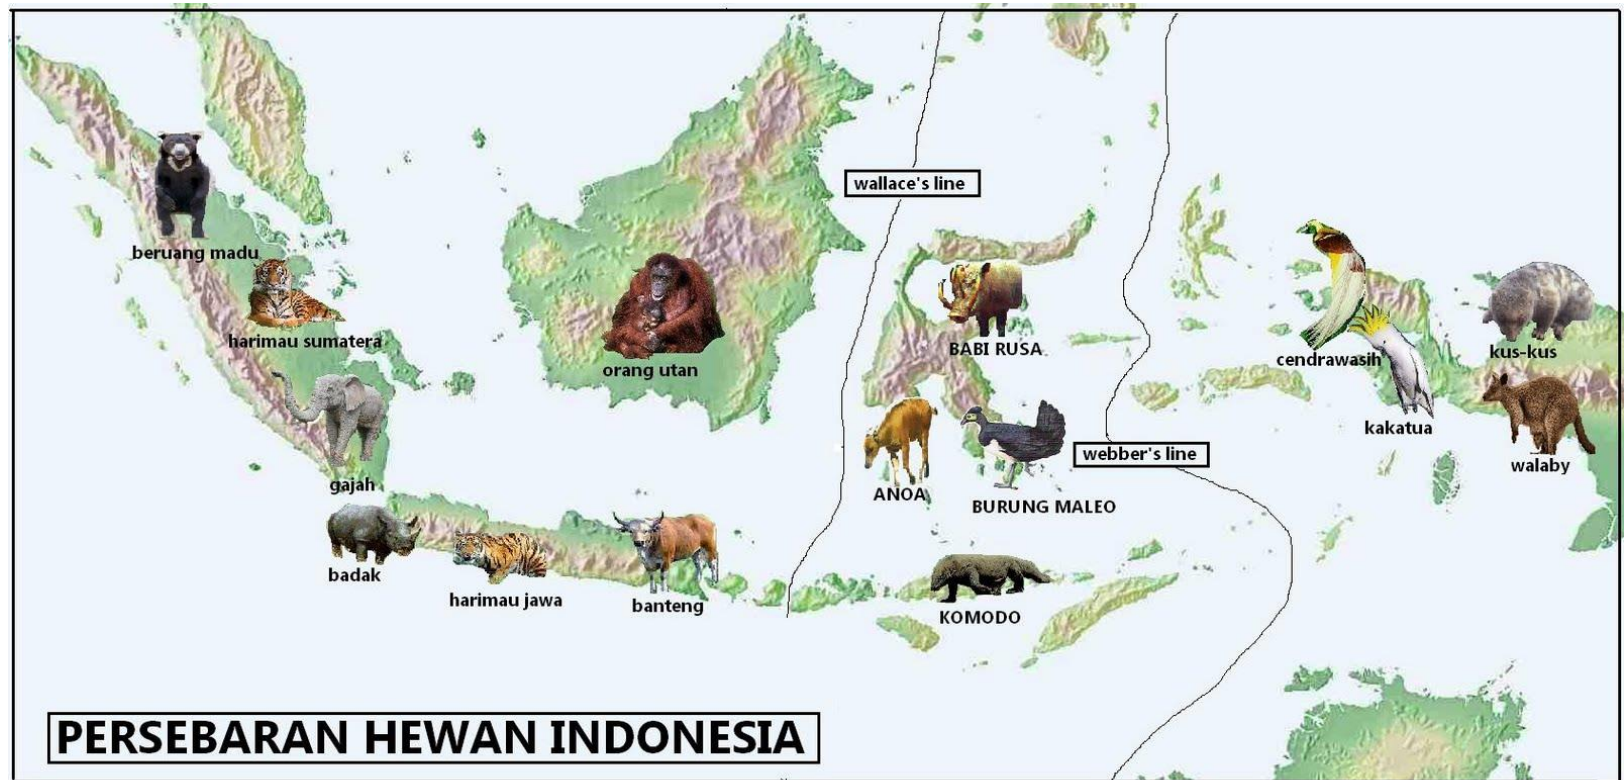 wallace's line
beruang madu
harimau sumatera
orang utan
BABI RUSA
cendrawasih
kus-kus
kakatua
walaby
webber's line
gajah
ANOA
BURUNG MALEO
badak
harimau jawa
banteng
KOMODO
PERSEBARAN HEWAN INDONESIA